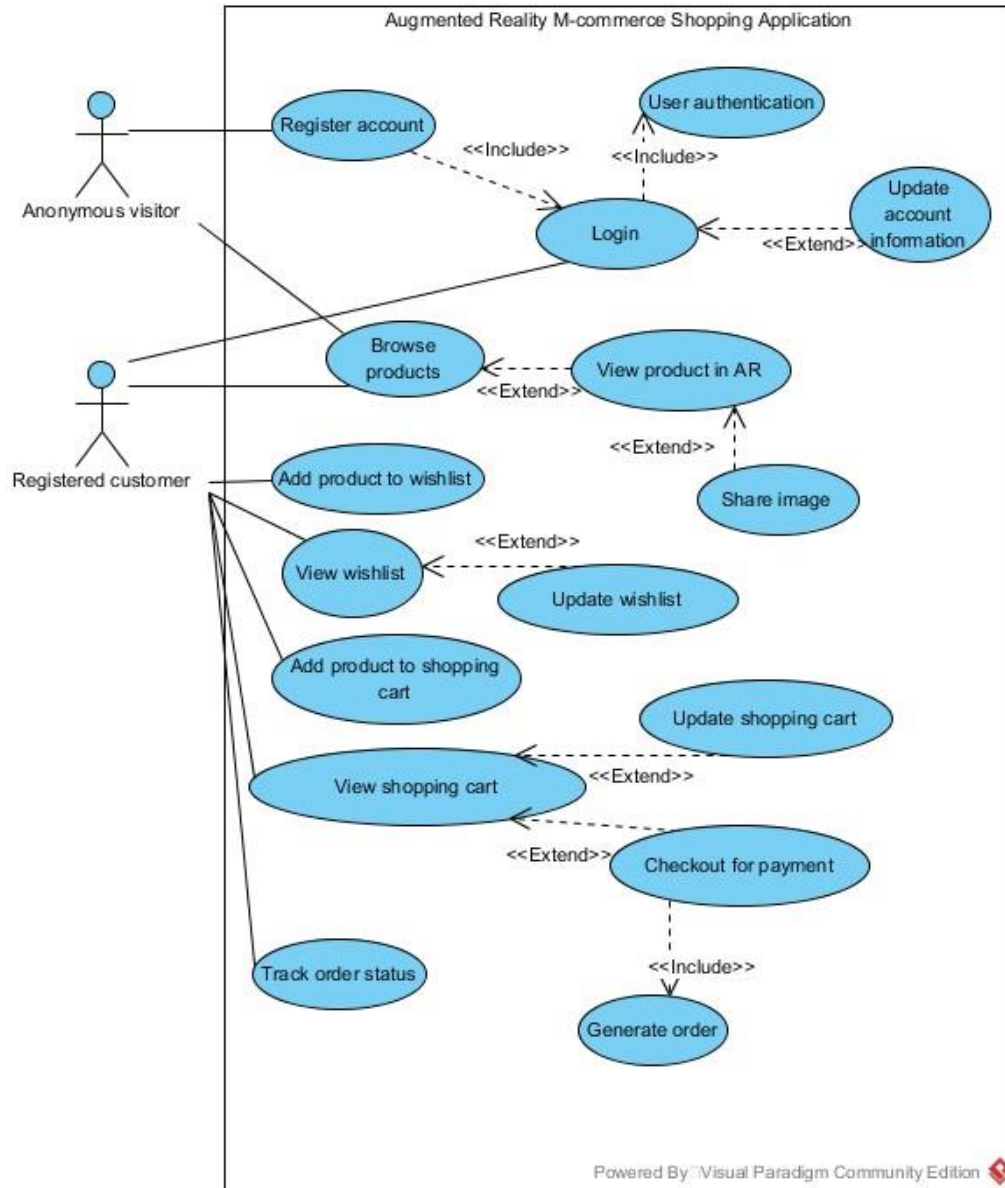 Augmented Reality M-commerce Shopping Application
User authentication
Register account
<<Include>>
<<Include>>
Update
account
information
Anonymous visitor
Login
<<Extend>>
Browse
products
View product in AR
<<Extend>>
<<Extend>>
Registered customer
Add product to wishlist
Share image
<<Extend>>
View wishlist
Update wishlist
Add product to shopping
cart
Update shopping cart
View shopping cart
<<Extend>>
<<Extend>>
Checkout for payment
Track order status
<<Include>>
Generate order
Powered By Visual Paradigm Community Edition